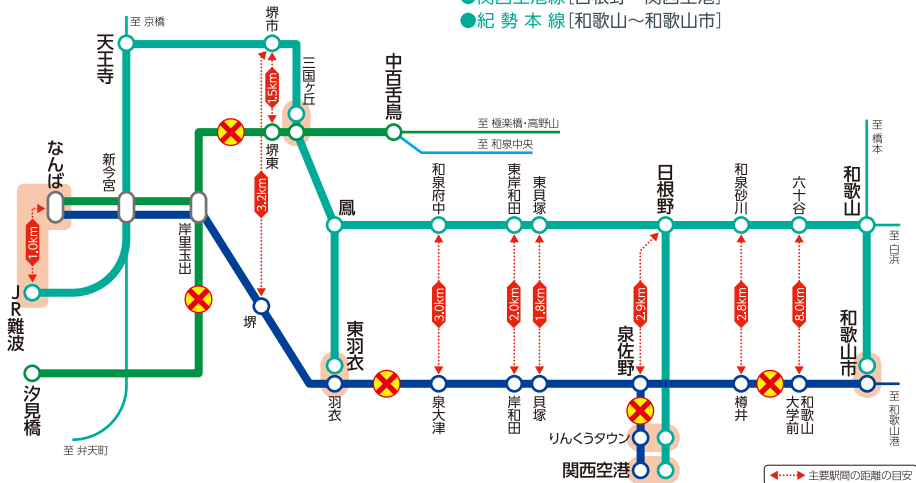 ●関西空港線［日根野～関西空港］
●紀勢本線［和歌山～和歌山市］
至 京橋
堺市
天王寺
三国ヶ丘
中百舌鳥
1.5km
至 極楽橋・高野山
至 和泉中央
至 橋本
堺東
なんば
新今宮
3.2km
鳳
和泉府中
東岸和田
東貝塚
日根野
和泉砂川
六十谷
和歌山
1.0km
岸里玉出
至 白浜
JR難波
堺
3.0km
2.0km
1.8km
2.9km
2.8km
8.0km
東羽衣
泉佐野
和歌山市
汐見橋
羽衣
泉大津
岸和田
貝塚
樽井
和歌山
大学前
至 和歌山港
りんくうタウン
至 弁天町
関西空港
主要駅間の距離の目安